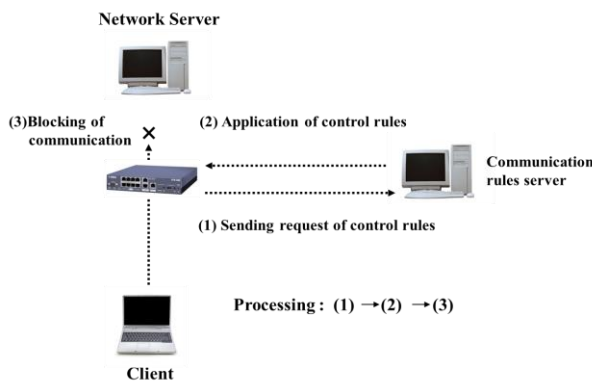 Network Server
(3)Blocking of
communication
(2) Application of control rules
Communication
rules server
(1) Sending request of control rules
Processing : (1) →(2) →(3)
Client